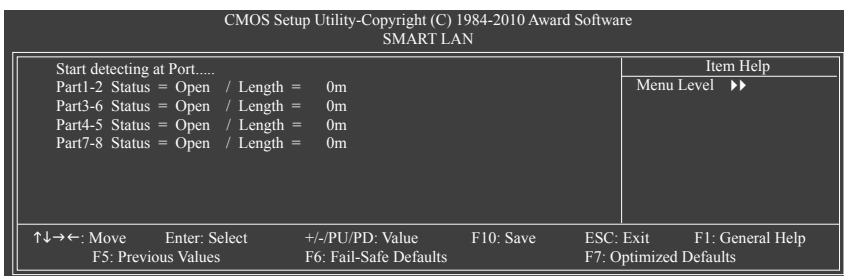 CMOS Setup Utility-Copyright (C) 1984-2010 Award Software
SMART LAN
Start detecting at Port.....
Part1-2 Status = Open / Length = 0m
Part3-6 Status = Open / Length = 0m
Part4-5 Status = Open / Length = 0m
Part7-8 Status = Open / Length = 0m
Item Help
Menu Level ▶▶
↑↓→←: Move Enter: Select +/-/PU/PD: Value F10: Save ESC: Exit F1: General Help
F5: Previous Values F6: Fail-Safe Defaults F7: Optimized Defaults